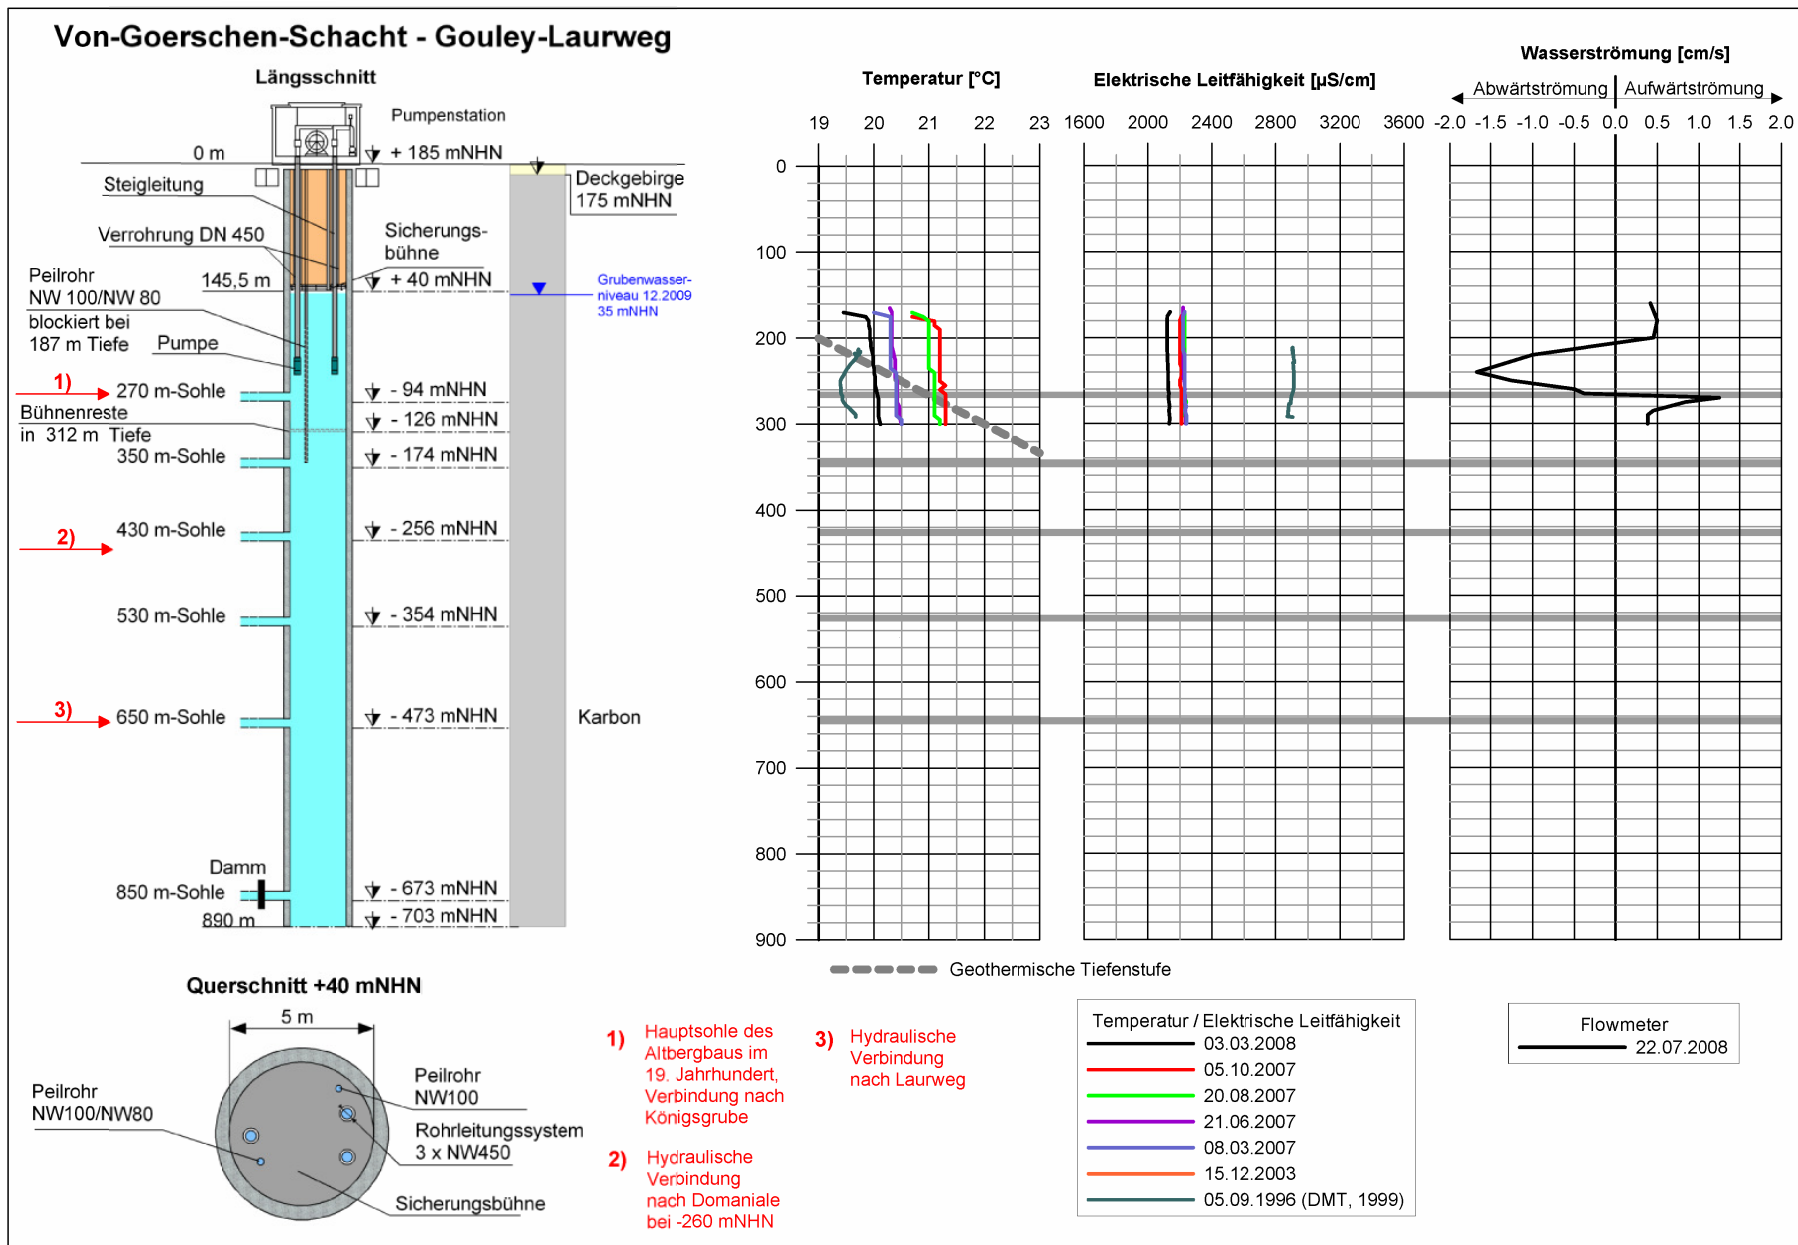 Von-Goerschen-Schacht - Gouley-Laurweg
Längsschnitt
Pumpenstation
0 m
+ 185 mNHN
Steigleitung
Deckgebirge
175 mNHN
Verrohrung DN 450
Sicherungs-
bühne
Peilrohr
NW 100/NW 80
blockiert bei
187 m Tiefe
145,5 m
+ 40 mNHN
Grubenwasser-
niveau 12.2009
35 mNHN
Pumpe
1)
270 m-Sohle
- 94 mNHN
Bühnenreste
in 312 m Tiefe
- 126 mNHN
350 m-Sohle
- 174 mNHN
2)
430 m-Sohle
- 256 mNHN
530 m-Sohle
- 354 mNHN
3)
650 m-Sohle
- 473 mNHN
Karbon
Damm
850 m-Sohle
- 673 mNHN
890 m
- 703 mNHN
Temperatur [°C]
19 20 21 22 23
Elektrische Leitfähigkeit [µS/cm]
1600 2000 2400 2800 3200 3600
Wasserströmung [cm/s]
Abwärtströmung Aufwärtströmung
-2.0 -1.5 -1.0 -0.5 0.0 0.5 1.0 1.5 2.0
0
100
200
300
400
500
600
700
800
900
Geothermische Tiefenstufe
Querschnitt +40 mNHN
5 m
Peilrohr
NW100/NW80
Peilrohr
NW100
Rohrleitungssystem
3 x NW450
Sicherungsbühne
1) Hauptsohle des
Altbergbaus im
19. Jahrhundert,
Verbindung nach
Königsgrube
2) Hydraulische
Verbindung
nach Domaniale
bei -260 mNHN
3) Hydraulische
Verbindung
nach Laurweg
Temperatur / Elektrische Leitfähigkeit
03.03.2008
05.10.2007
20.08.2007
21.06.2007
08.03.2007
15.12.2003
05.09.1996 (DMT, 1999)
Flowmeter
22.07.2008